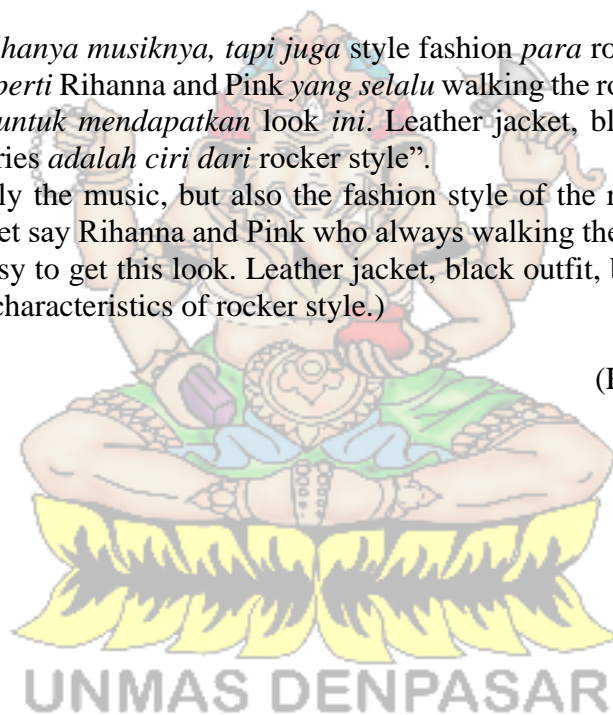 hanya musiknya, tapi juga style fashion para ro
perti Rihanna and Pink yang selalu walking the ro
untuk mendapatkan look ini. Leather jacket, bl
ries adalah ciri dari rocker style”.
ly the music, but also the fashion style of the r
et say Rihanna and Pink who always walking the
sy to get this look. Leather jacket, black outfit, b
characteristics of rocker style.)
(
UNMAS DENPASAR